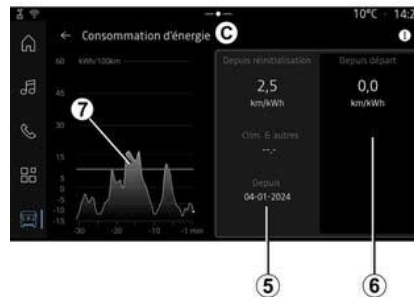 10°C 14:2
← Consommation d'énergie C
60 kWh/100km
45
30
15
5
0
-5
-10
-15
-30 -20 -10 -1 min
7
Depuis réinitialisation
2,5
km/kWh
Clim. & autres
--.-
Depuis
04-01-2024
Depuis départ
0,0
km/kWh
5
6